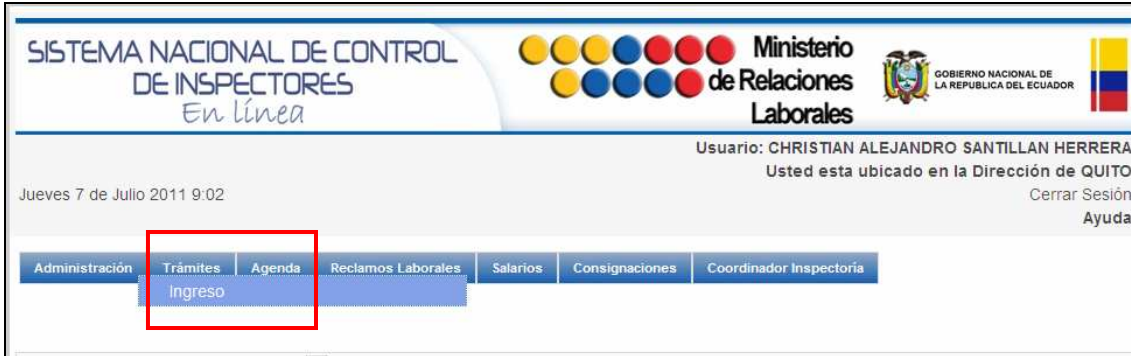 SISTEMA NACIONAL DE CONTROL
DE INSPECTORES
En línea
Ministerio
de Relaciones
Laborales
GOBIERNO NACIONAL DE
LA REPUBLICA DEL ECUADOR
Usuario: CHRISTIAN ALEJANDRO SANTILLAN HERRERA
Usted esta ubicado en la Dirección de QUITO
Jueves 7 de Julio 2011 9:02
Cerrar Sesión
Ayuda
Administración Trámites Agenda Reclamos Laborales Salarios Consignaciones Coordinador Inspectoría
Ingreso